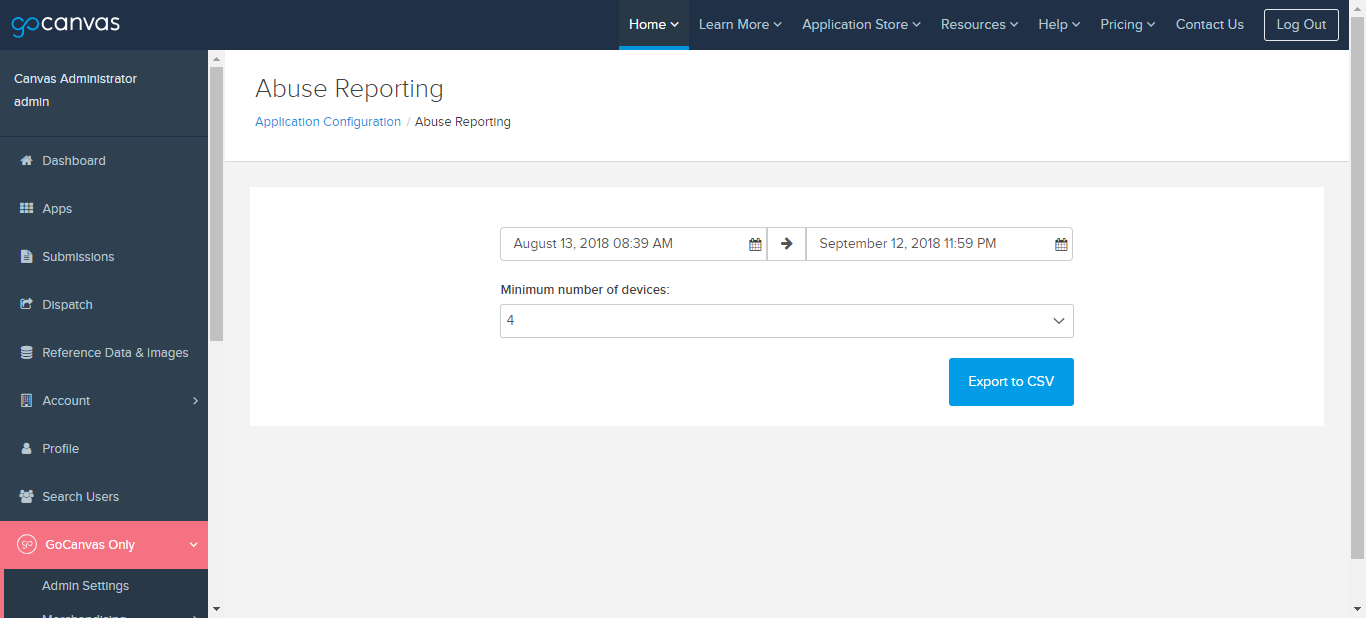 gocanvas
Home Learn More Application Store Resources Help Pricing Contact Us Log Out
Canvas Administrator
admin
Dashboard
Apps
Submissions
Dispatch
Reference Data & Images
Account
Profile
Search Users
go GoCanvas Only
Admin Settings
Merchandising
Abuse Reporting
Application Configuration / Abuse Reporting
August 13, 2018 08:39 AM
September 12, 2018 11:59 PM
Minimum number of devices:
4
Export to CSV